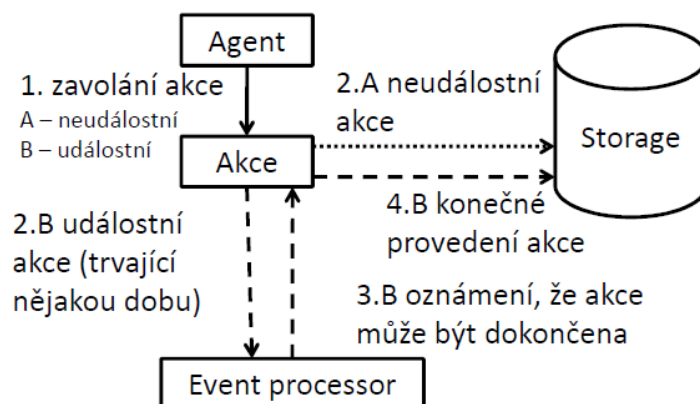 Agent
1. zavolání akce
A – neudálostní
B – událostní
2.A neudálostní
akce
Akce
Storage
2.B událostní
akce (trvající
nějakou dobu)
4.B konečné
provedení akce
3.B oznámení, že akce
může být dokončena
Event processor